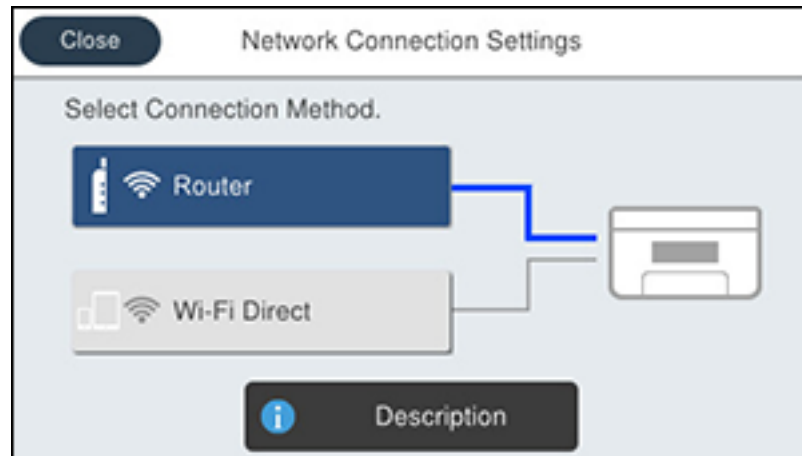 Close
Network Connection Settings
Select Connection Method.
Router
Wi-Fi Direct
Description